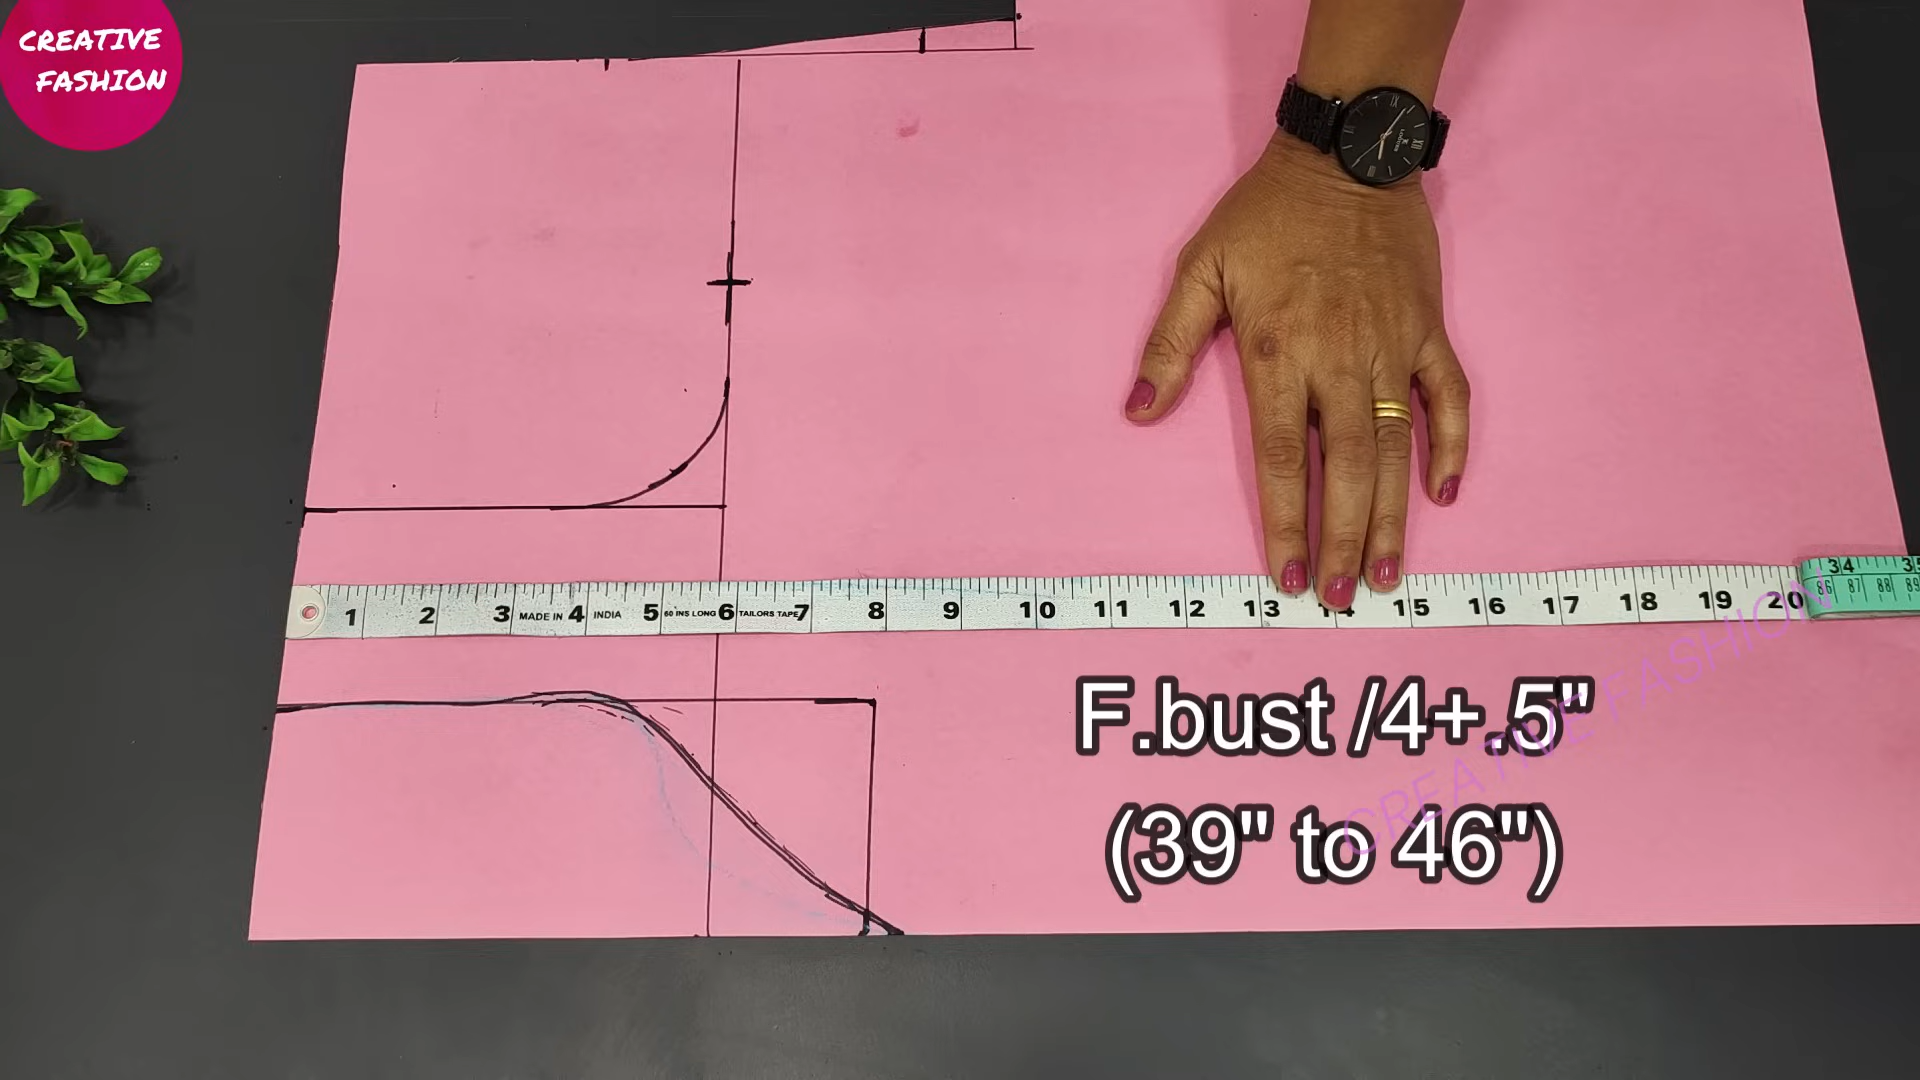 CREATIVE
FASHION
1 2 3 MADE IN 4 INDIA 5 60 INS LONG 6 TAILORS TAPE 7 8 9 10 11 12 13 14 15 16 17 18 19 20
34 35
86 87 88 89
F.bust /4+.5"
(39" to 46")
CREATIVE FASHION